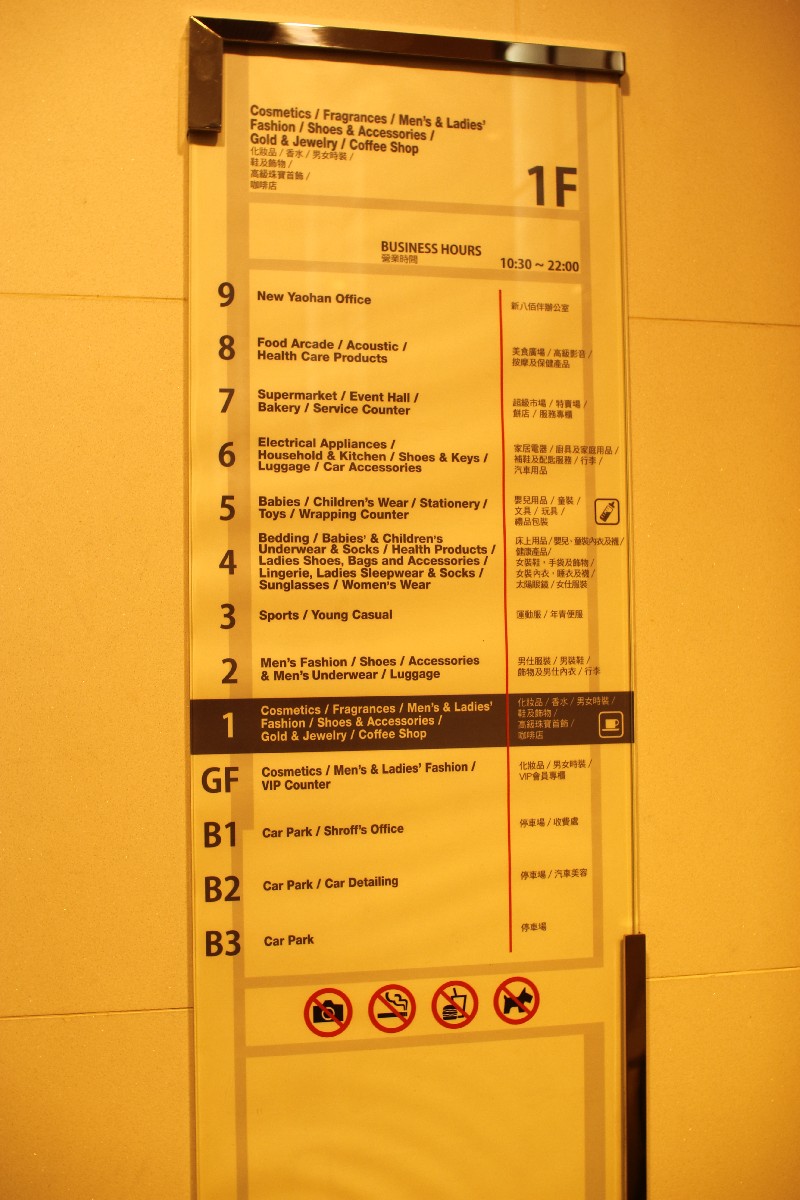 Cosmetics / Fragrances / Men's & Ladies'
Fashion / Shoes & Accessories /
Gold & Jewelry / Coffee Shop
化妝品 / 香水 / 男女時裝 /
鞋及飾物 /
高級珠寶首飾 /
咖啡店
1F
BUSINESS HOURS
營業時間
10:30 ~ 22:00
9
New Yaohan Office
新八佰伴辦公室
8
Food Arcade / Acoustic /
Health Care Products
美食廣場 / 高級影音 /
按摩及保健產品
7
Supermarket / Event Hall /
Bakery / Service Counter
超級市場 / 特賣場 /
餅店 / 服務專櫃
6
Electrical Appliances /
Household & Kitchen / Shoes & Keys /
Luggage / Car Accessories
家居電器 / 廚具及家庭用品 /
補鞋及配匙服務 / 行李 /
汽車用品
5
Babies / Children's Wear / Stationery /
Toys / Wrapping Counter
嬰兒用品 / 童裝 /
文具 / 玩具 /
禮品包裝
4
Bedding / Babies' & Children's
Underwear & Socks / Health Products /
Ladies Shoes, Bags and Accessories /
Lingerie, Ladies Sleepwear & Socks /
Sunglasses / Women's Wear
床上用品 / 嬰兒、童裝內衣及襪 /
健康產品 /
女裝鞋、手袋及飾物 /
女裝內衣、睡衣及襪 /
太陽眼鏡 / 女仕服裝
3
Sports / Young Casual
運動服 / 年青便服
2
Men's Fashion / Shoes / Accessories
& Men's Underwear / Luggage
男仕服裝 / 男裝鞋 /
飾物及男仕內衣 / 行李
1
Cosmetics / Fragrances / Men's & Ladies'
Fashion / Shoes & Accessories /
Gold & Jewelry / Coffee Shop
化妝品 / 香水 / 男女時裝 /
鞋及飾物 /
高級珠寶首飾 /
咖啡店
GF
Cosmetics / Men's & Ladies' Fashion /
VIP Counter
化妝品 / 男女時裝 /
VIP會員專櫃
B1
Car Park / Shroff's Office
停車場 / 收費處
B2
Car Park / Car Detailing
停車場 / 汽車美容
B3
Car Park
停車場